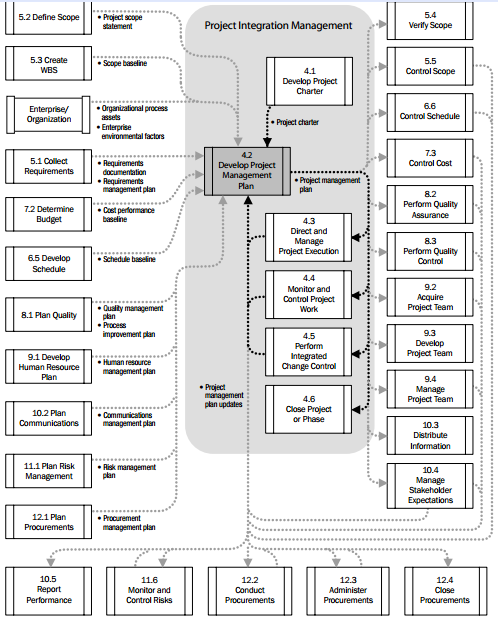 5.2 Define Scope
• Project scope
statement
Project Integration Management
5.4
Verify Scope
5.3 Create
WBS
• Scope baseline
4.1
Develop Project
Charter
5.5
Control Scope
Enterprise/
Organization
• Organizational process
assets
• Enterprise
environmental factors
• Project charter
6.6
Control Schedule
5.1 Collect
Requirements
• Requirements
documentation
• Requirements
management plan
4.2
Develop Project
Management
Plan
• Project management
plan
7.3
Control Cost
7.2 Determine
Budget
• Cost performance
baseline
8.2
Perform Quality
Assurance
6.5 Develop
Schedule
• Schedule baseline
4.3
Direct and
Manage
Project Execution
8.3
Perform Quality
Control
8.1 Plan Quality
• Quality management
plan
• Process
improvement plan
4.4
Monitor and
Control Project
Work
9.2
Acquire
Project Team
9.1 Develop
Human Resource
Plan
• Human resource
management plan
4.5
Perform
Integrated
Change Control
9.3
Develop
Project Team
10.2 Plan
Communications
• Communications
management plan
• Project
management
plan updates
4.6
Close Project
or Phase
9.4
Manage
Project Team
10.3
Distribute
Information
11.1 Plan Risk
Management
• Risk management
plan
10.4
Manage
Stakeholder
Expectations
12.1 Plan
Procurements
• Procurement
management plan
10.5
Report
Performance
11.6
Monitor and
Control Risks
12.2
Conduct
Procurements
12.3
Administer
Procurements
12.4
Close
Procurements